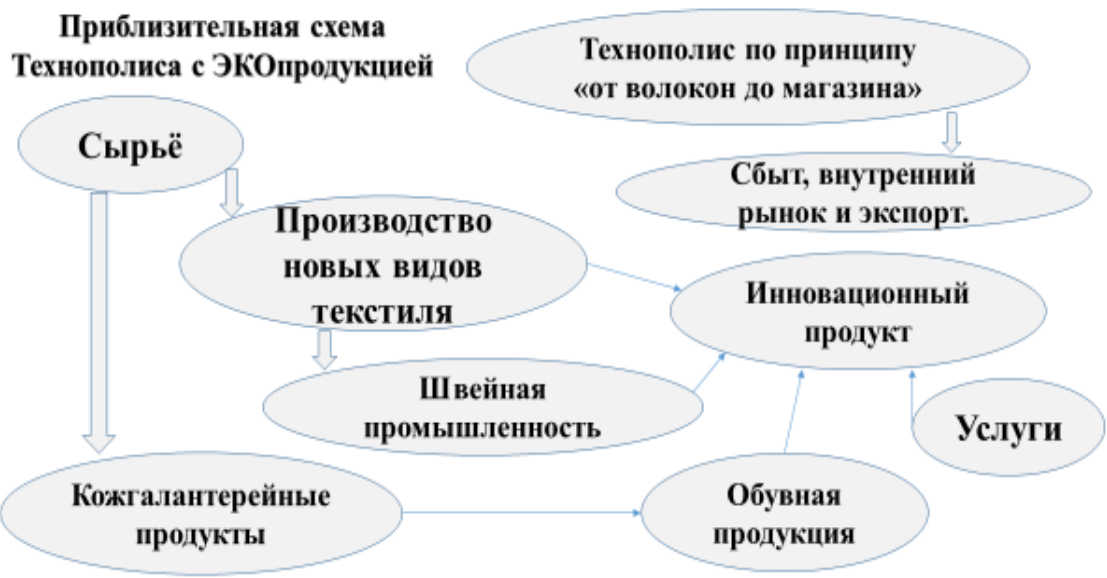 Приблизительная схема
Технополиса с ЭКОпродукцией
Технополис по принципу
«от волокон до магазина»
Сырьё
Сбыт, внутренний
рынок и экспорт.
Производство
новых видов
текстиля
Инновационный
продукт
Швейная
промышленность
Услуги
Кожгалантерейные
продукты
Обувная
продукция